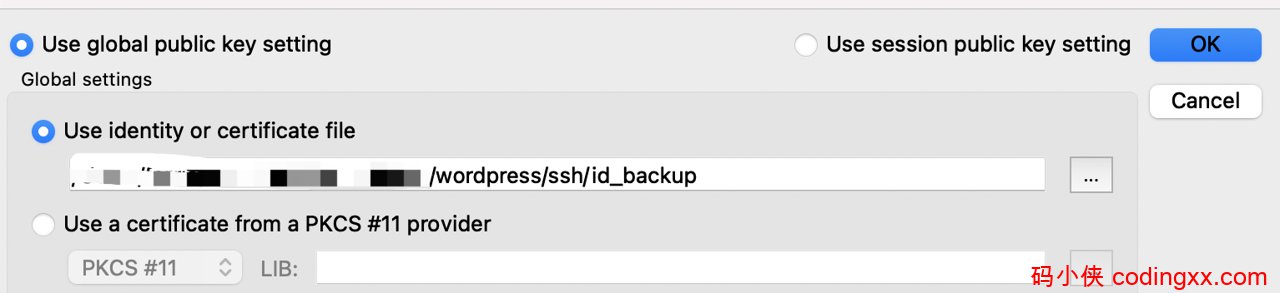 Use global public key setting Use session public key setting OK
Global settings
Cancel
Use identity or certificate file
/wordpress/ssh/id_backup ...
Use a certificate from a PKCS #11 provider
PKCS #11 LIB: ...
码小侠 codingxx.com